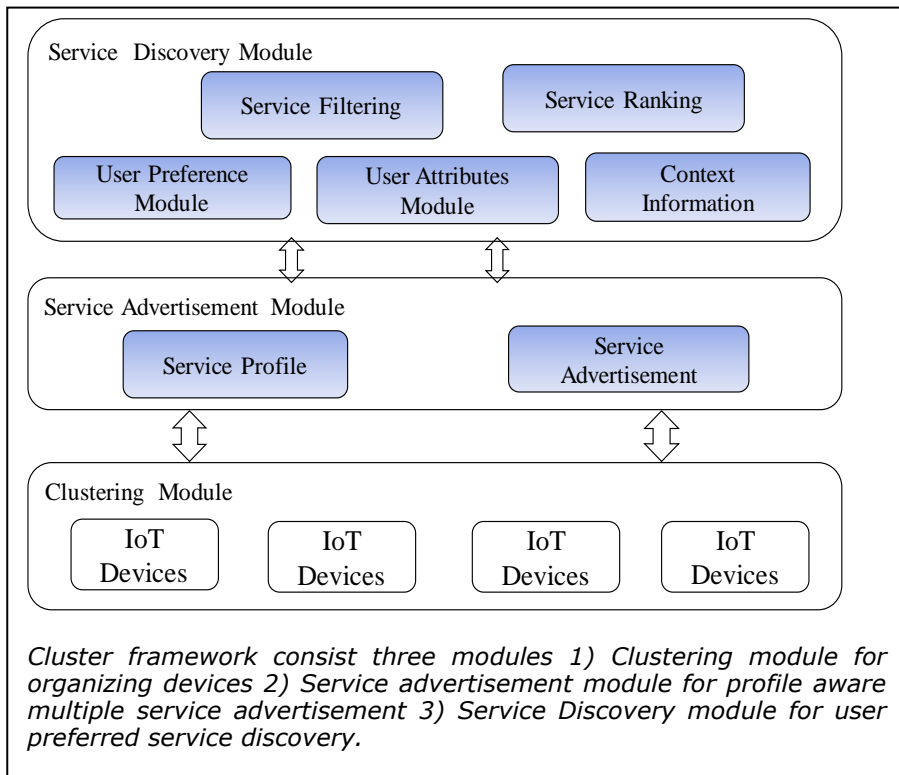 Service Discovery Module
Service Filtering
Service Ranking
User Preference
Module
User Attributes
Module
Context
Information
Service Advertisement Module
Service Profile
Service
Advertisement
Clustering Module
IoT
Devices
IoT
Devices
IoT
Devices
IoT
Devices
Cluster framework consist three modules 1) Clustering module for
organizing devices 2) Service advertisement module for profile aware
multiple service advertisement 3) Service Discovery module for user
preferred service discovery.